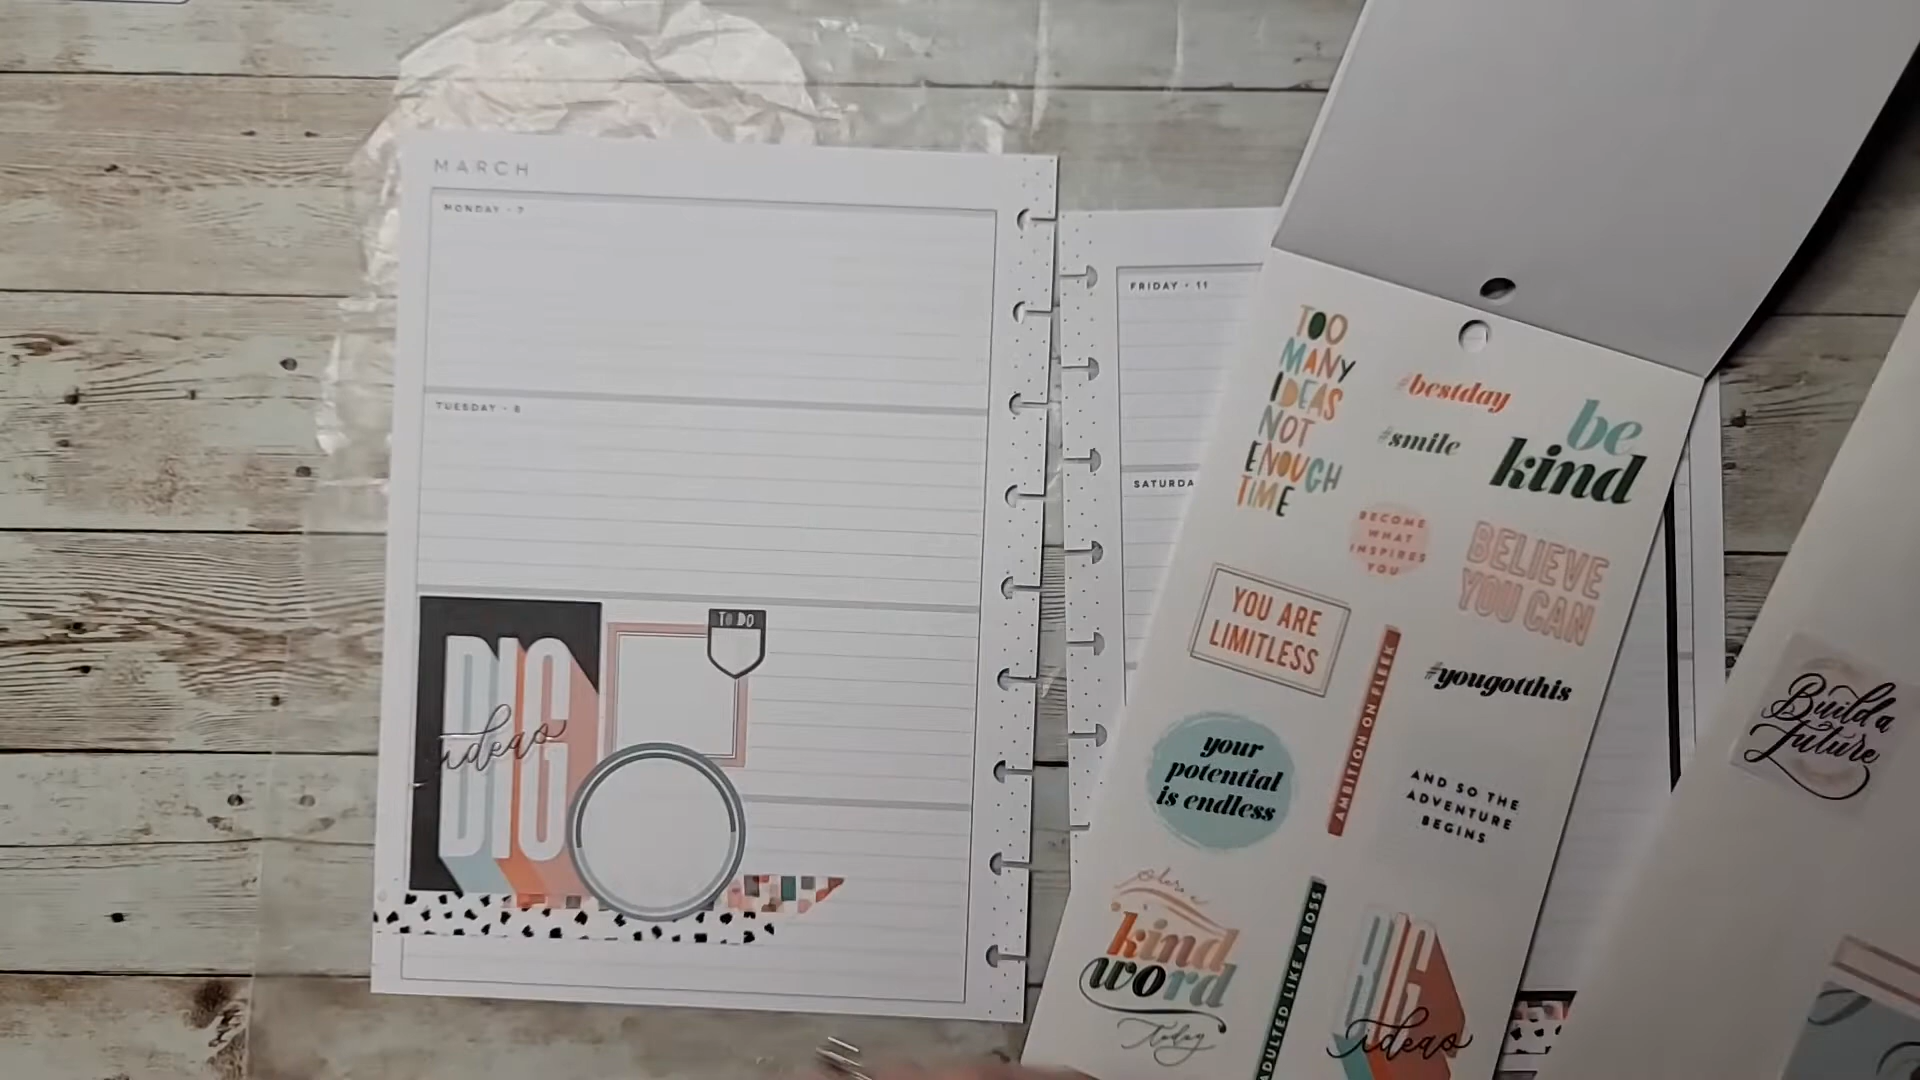 MARCH
MONDAY · 7
TUESDAY · 8
TO DO
BIG
ideas
FRIDAY · 11
SATURDA
TOO
MANY
IDEAS
NOT
ENOUGH
TIME
#bestday
#smile
be
kind
BECOME
WHAT
INSPIRES
YOU
BELIEVE
YOU CAN
YOU ARE
LIMITLESS
AMBITION ON FLEEK
#yougotthis
your
potential
is endless
AND SO THE
ADVENTURE
BEGINS
kind
word
today
ADULTED LIKE A BOSS
ideas
Build a
Future